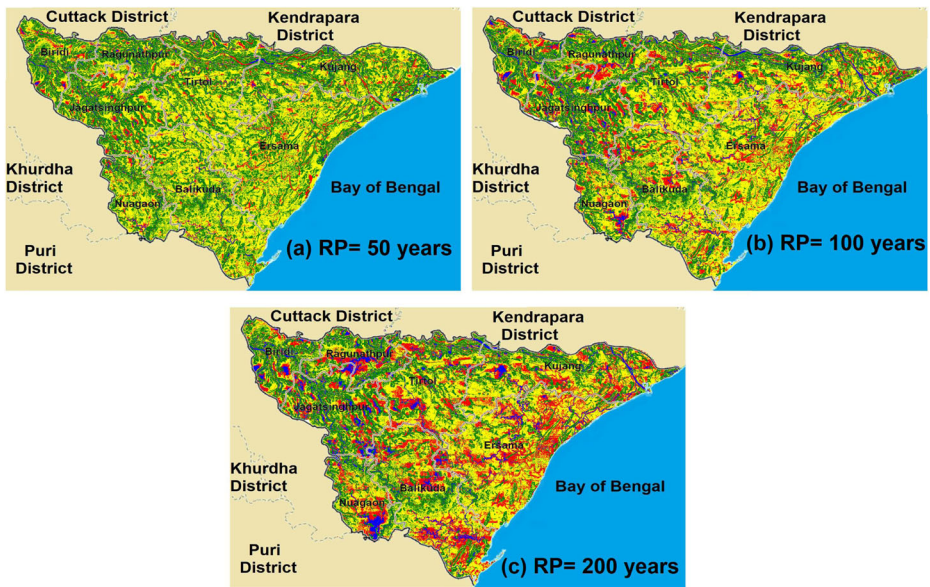 Cuttack District
Kendrapara
District
Biridi
Ragunathpur
Kujang
Tirtol
Jagatsinghpur
Ersama
Khurdha
District
Balikuda
Bay of Bengal
Nuagaon
Puri
District
(a) RP= 50 years
Cuttack District
Kendrapara
District
Biridi
Ragunathpur
Kujang
Tirtol
Jagatsinghpur
Ersama
Khurdha
District
Balikuda
Bay of Bengal
Nuagaon
Puri
District
(b) RP= 100 years
Cuttack District
Kendrapara
District
Biridi
Ragunathpur
Kujang
Tirtol
Jagatsinghpur
Ersama
Khurdha
District
Balikuda
Bay of Bengal
Nuagaon
Puri
District
(c) RP= 200 years